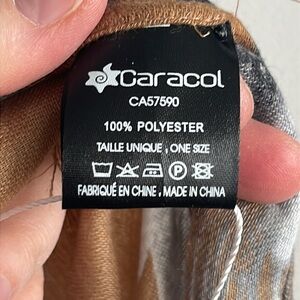 Caracol
CA57590
100% POLYESTER
TAILLE UNIQUE , ONE SIZE
FABRIQUÉ EN CHINE , MADE IN CHINA